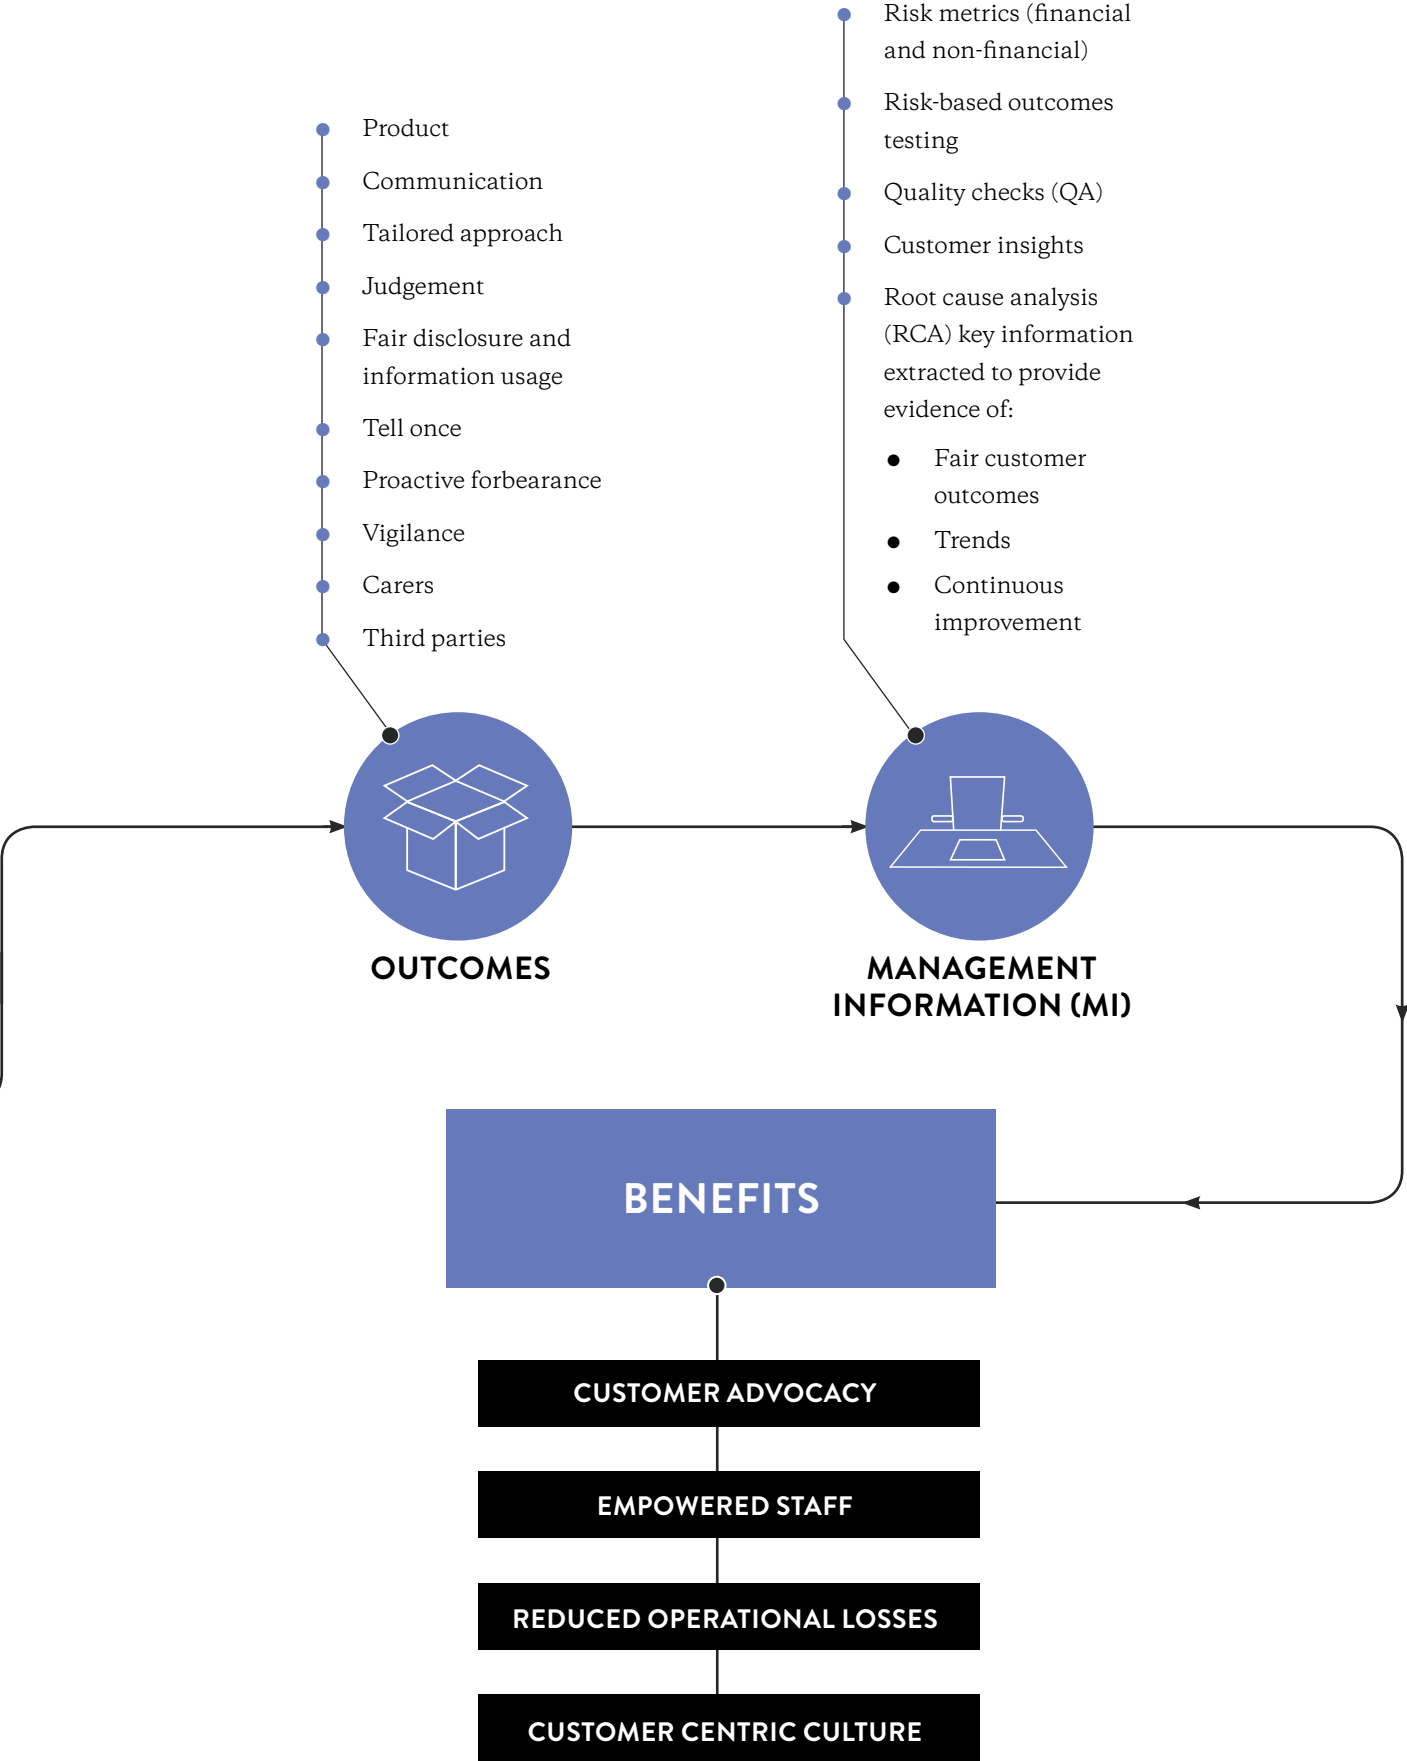 Product
Communication
Tailored approach
Judgement
Fair disclosure and
information usage
Tell once
Proactive forbearance
Vigilance
Carers
Third parties
OUTCOMES
Risk metrics (financial
and non-financial)
Risk-based outcomes
testing
Quality checks (QA)
Customer insights
Root cause analysis
(RCA) key information
extracted to provide
evidence of:
Fair customer
outcomes
Trends
Continuous
improvement
MANAGEMENT
INFORMATION (MI)
BENEFITS
CUSTOMER ADVOCACY
EMPOWERED STAFF
REDUCED OPERATIONAL LOSSES
CUSTOMER CENTRIC CULTURE